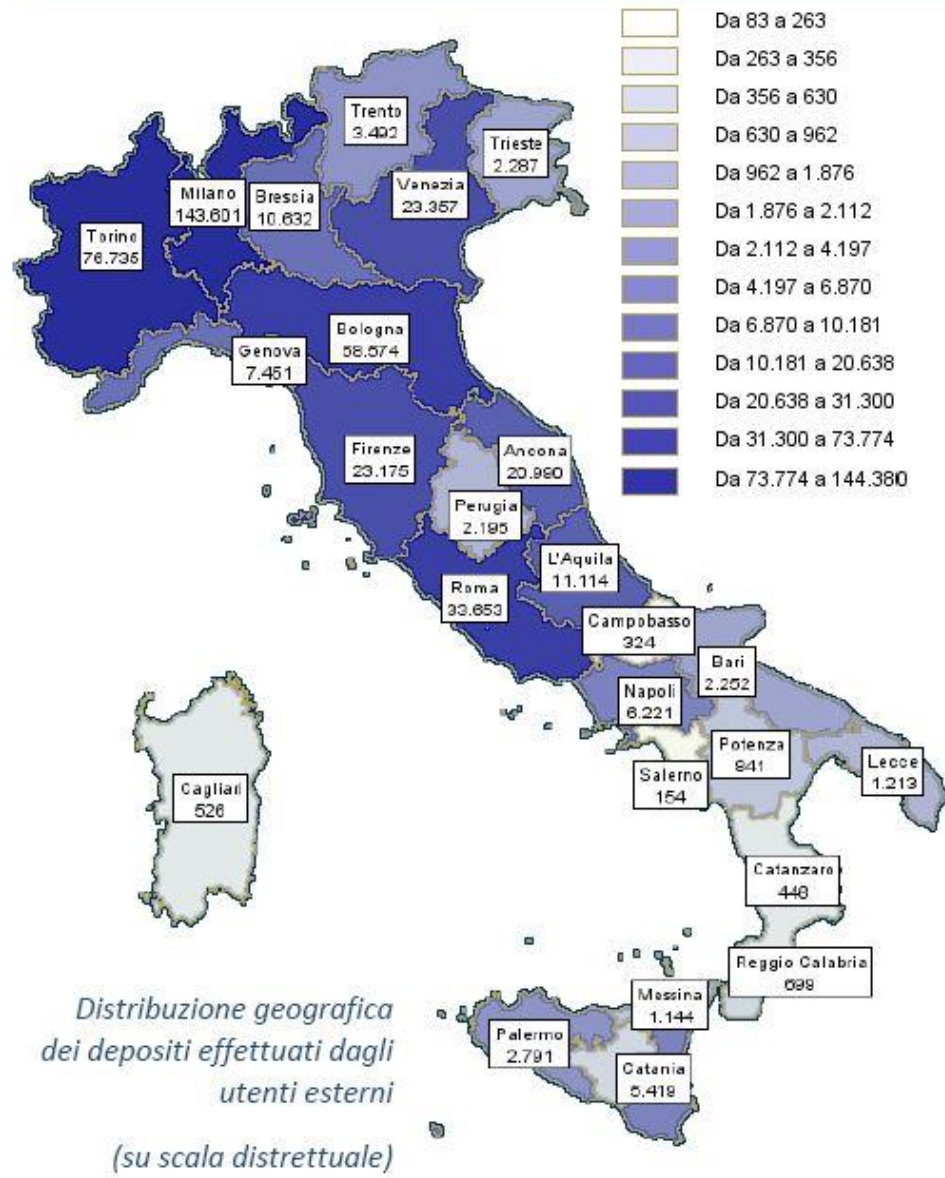 Da 83 a 263
Da 263 a 356
Da 356 a 630
Da 630 a 962
Da 962 a 1.876
Da 1.876 a 2.112
Da 2.112 a 4.197
Da 4.197 a 6.870
Da 6.870 a 10.181
Da 10.181 a 20.638
Da 20.638 a 31.300
Da 31.300 a 73.774
Da 73.774 a 144.380
Trento
3.492
Trieste
2.287
Milano
143.601
Brescia
10.632
Venezia
23.357
Torino
76.735
Bologna
58.574
Genova
7.451
Firenze
23.175
Ancona
20.990
Perugia
2.195
L'Aquila
11.114
Roma
33.653
Campobasso
324
Bari
2.252
Napoli
6.221
Potenza
941
Lecce
1.213
Salerno
154
Cagliari
526
Catanzaro
446
Reggio Calabria
699
Messina
1.144
Palermo
2.791
Catania
5.419
Distribuzione geografica
dei depositi effettuati dagli
utenti esterni
(su scala distrettuale)